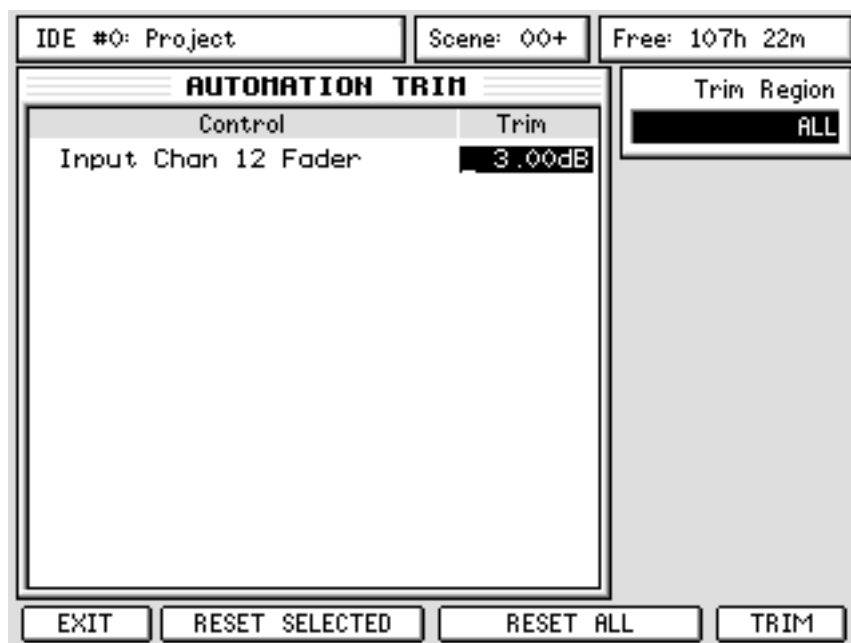 IDE #0: Project
Scene: 00+
Free: 107h 22m
AUTOMATION TRIM
Trim Region
ALL
Control Trim
Input Chan 12 Fader _ 3.00dB
EXIT
RESET SELECTED
RESET ALL
TRIM